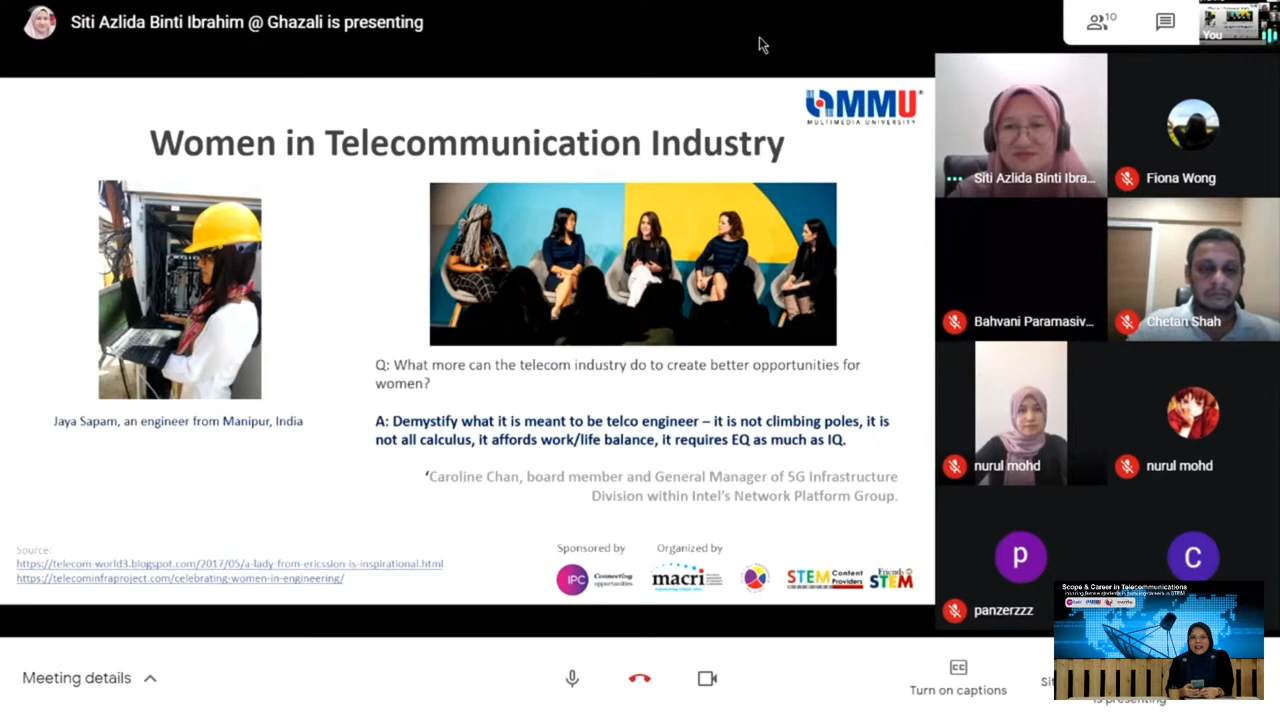 Siti Azlida Binti Ibrahim @ Ghazali is presenting
10
You
MMU
MULTIMEDIA UNIVERSITY
Women in Telecommunication Industry
Jaya Sapam, an engineer from Manipur, India
Q: What more can the telecom industry do to create better opportunities for
women?
A: Demystify what it is meant to be telco engineer – it is not climbing poles, it is
not all calculus, it affords work/life balance, it requires EQ as much as IQ.
‘Caroline Chan, board member and General Manager of 5G Infrastructure
Division within Intel's Network Platform Group.
Source:
https://telecom-world3.blogspot.com/2017/05/a-lady-from-ericssion-is-inspirational.html
https://telecominfraproject.com/celebrating-women-in-engineering/
Sponsored by
Organized by
IPC Connecting
opportunities
macri
STEM Content
Providers
Friends
STEM
Siti Azlida Binti Ibra...
Fiona Wong
Bahvani Paramasiv...
Chetan Shah
nurul mohd
nurul mohd
p
C
panzerzzz
Scope & Career in Telecommunications
Meeting details
CC
Turn on captions
is presenting